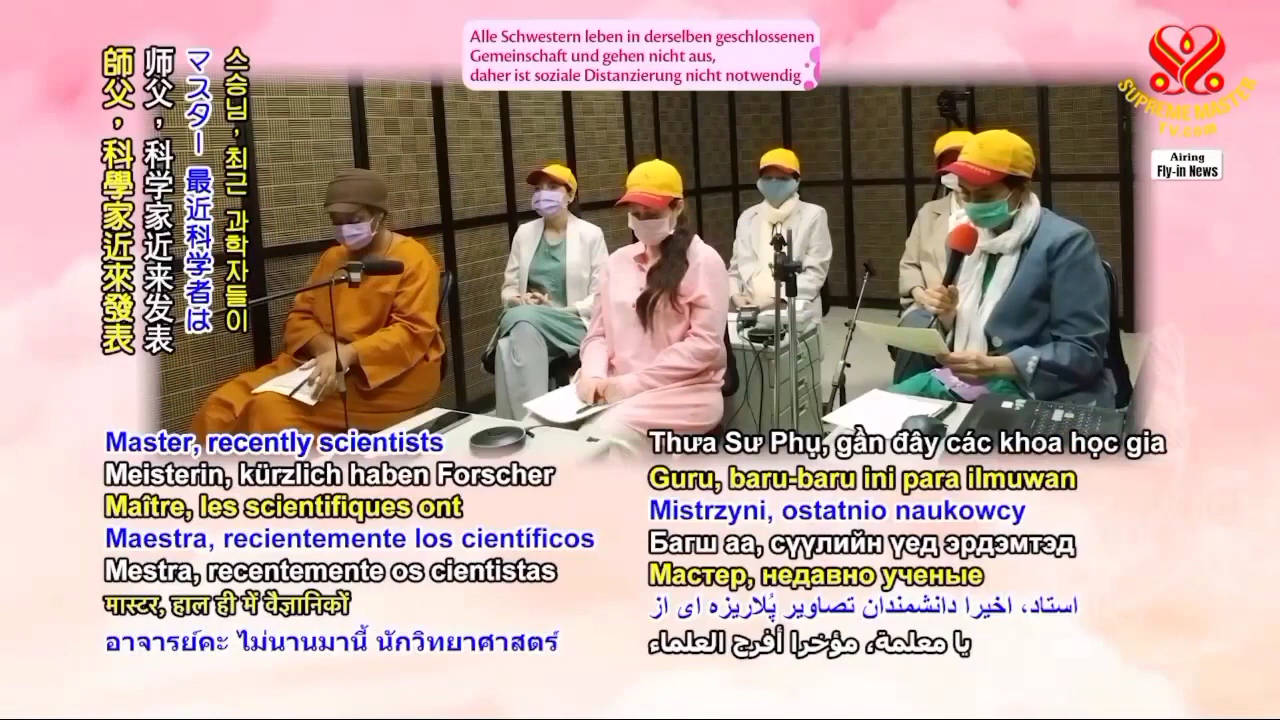 Alle Schwestern leben in derselben geschlossenen
Gemeinschaft und gehen nicht aus,
daher ist soziale Distanzierung nicht notwendig
SUPREME MASTER
TV.com
Airing
Fly-in News
스승님, 최근 과학자들이
マスター 最近科学者は
师父，科学家近来发表
師父，科學家近來發表
Master, recently scientists
Meisterin, kürzlich haben Forscher
Maître, les scientifiques ont
Maestra, recientemente los científicos
Mestra, recentemente os cientistas
मास्टर, हाल ही में वैज्ञानिकों
อาจารย์คะ ไม่นานมานี้ นักวิทยาศาสตร์
Thưa Sư Phụ, gần đây các khoa học gia
Guru, baru-baru ini para ilmuwan
Mistrzyni, ostatnio naukowcy
Багш аа, сүүлийн үед эрдэмтэд
Мастер, недавно ученые
استاد، اخیرا دانشمندان تصاویر پُلاریزه ای از
يا معلمة، مؤخرا أفرج العلماء